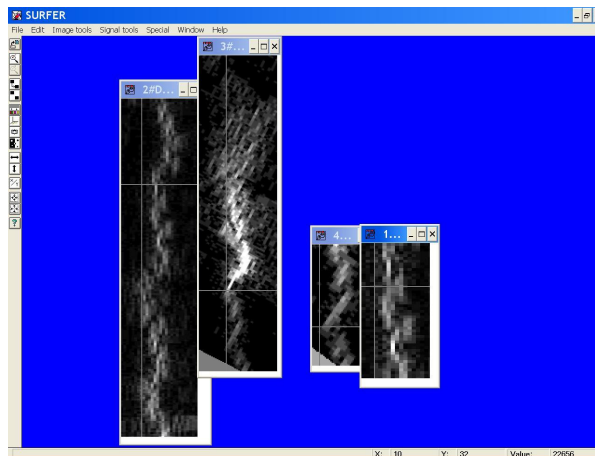 SURFER
File Edit Image tools Signal tools Special Window Help
3#...
2#D...
4...
1...
X: 10 Y: 32 Value: 22656